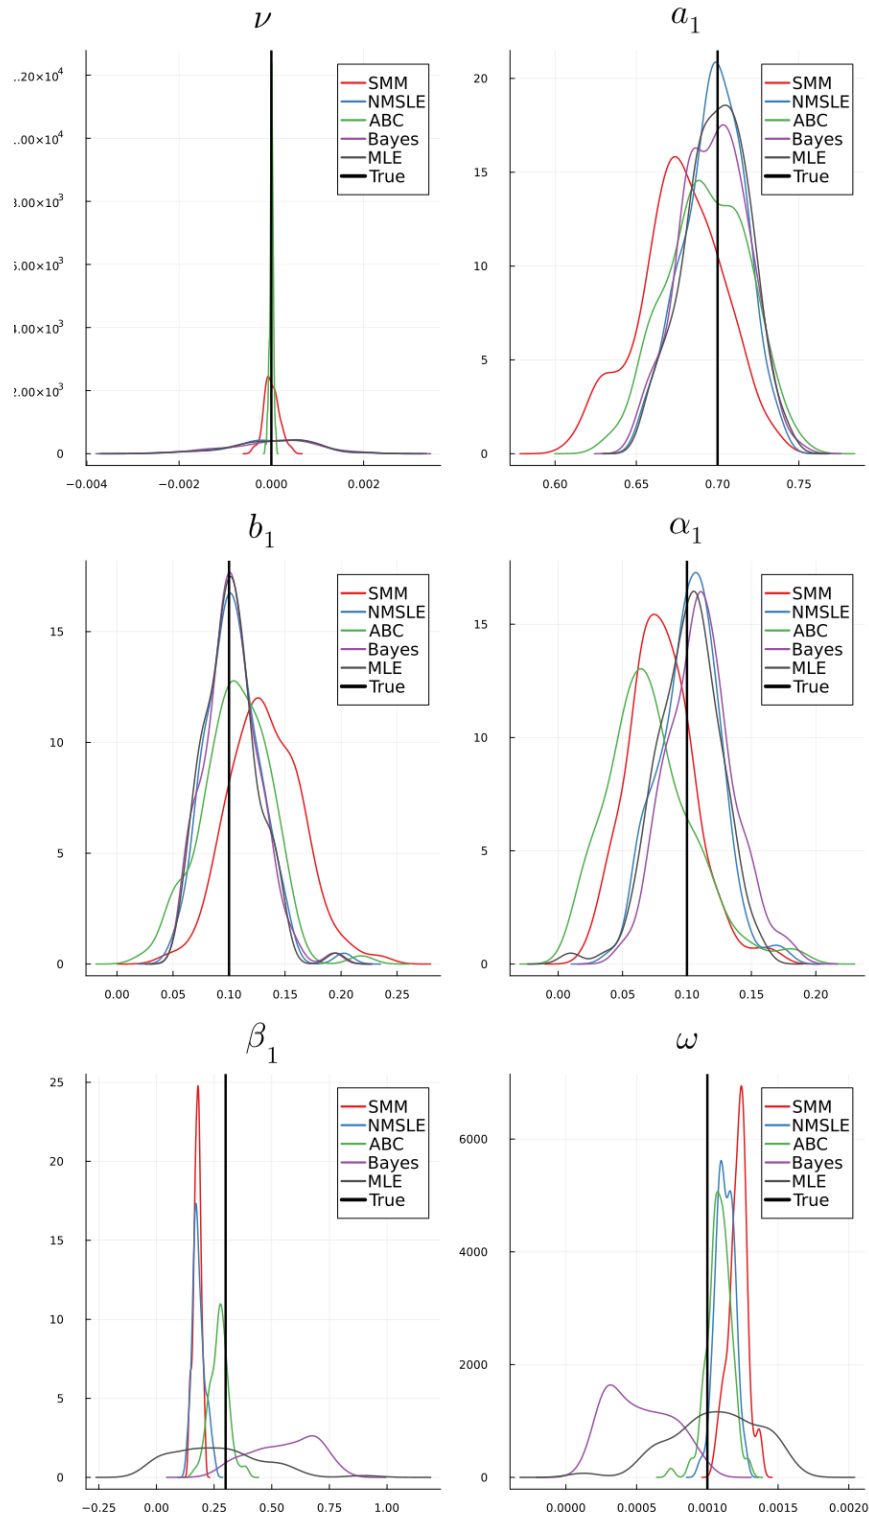 ν
.20×10⁴
.00×10⁴
8.00×10³
6.00×10³
4.00×10³
2.00×10³
0
−0.004 −0.002 0.000 0.002
SMM
NMSLE
ABC
Bayes
MLE
True
a₁
20
15
10
5
0
0.60 0.65 0.70 0.75
SMM
NMSLE
ABC
Bayes
MLE
True
b₁
15
10
5
0
0.00 0.05 0.10 0.15 0.20 0.25
SMM
NMSLE
ABC
Bayes
MLE
True
α₁
15
10
5
0
0.00 0.05 0.10 0.15 0.20
SMM
NMSLE
ABC
Bayes
MLE
True
β₁
25
20
15
10
5
0
−0.25 0.00 0.25 0.50 0.75 1.00
SMM
NMSLE
ABC
Bayes
MLE
True
ω
6000
4000
2000
0
0.0000 0.0005 0.0010 0.0015 0.0020
SMM
NMSLE
ABC
Bayes
MLE
True